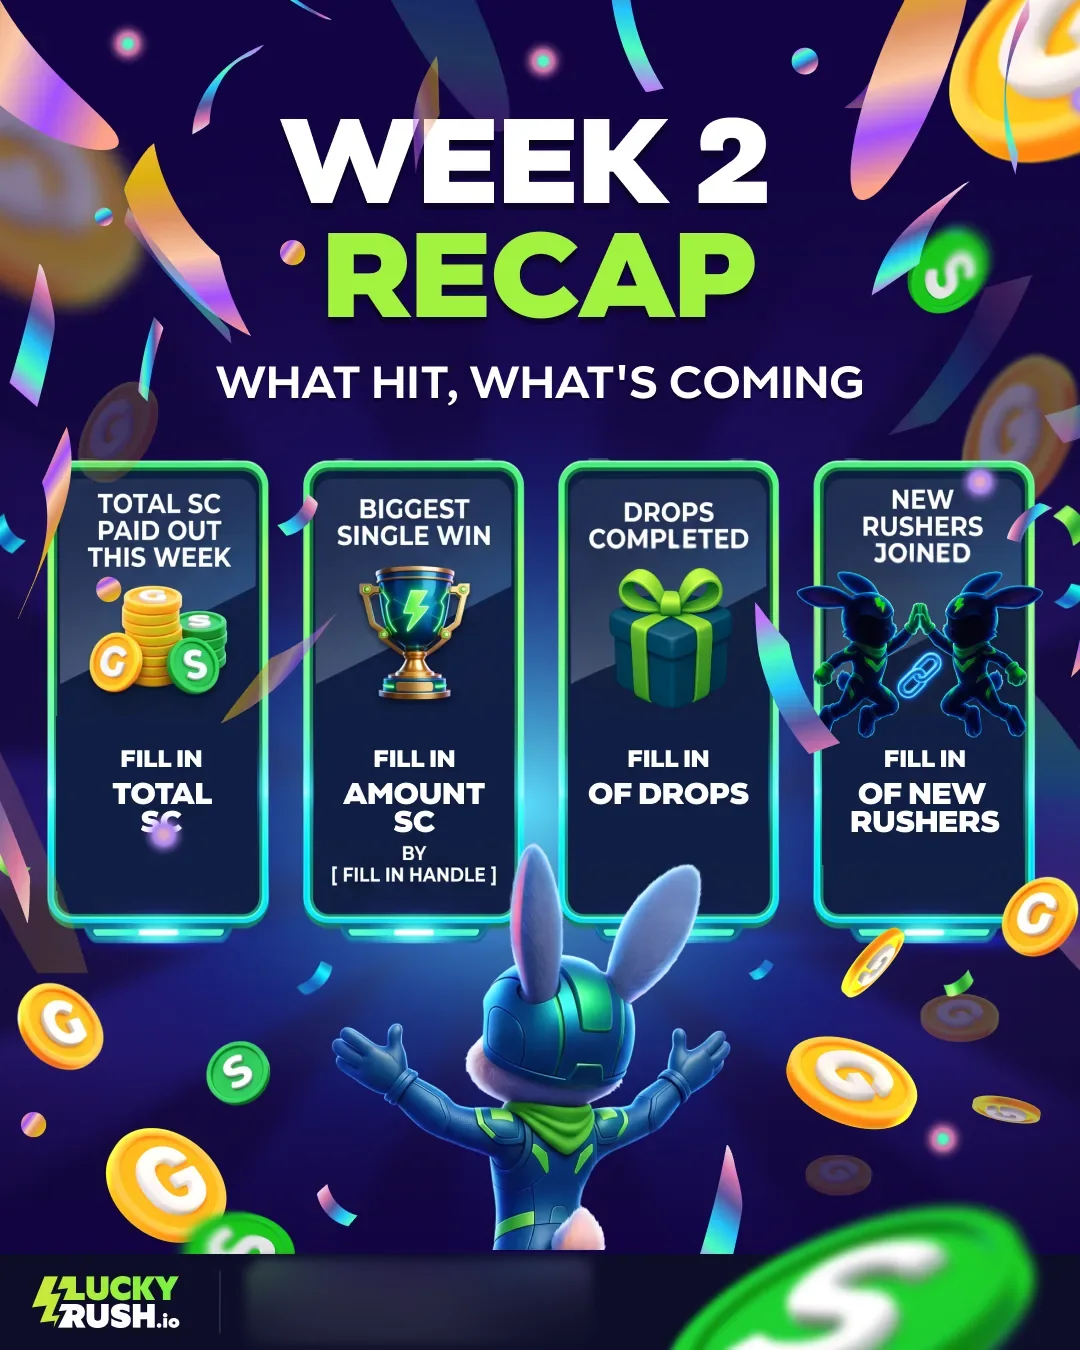 WEEK 2
RECAP
WHAT HIT, WHAT'S COMING
TOTAL SC
PAID OUT
THIS WEEK
G
S
G
S
FILL IN
TOTAL
SC
BIGGEST
SINGLE WIN
FILL IN
AMOUNT
SC
BY
[ FILL IN HANDLE ]
DROPS
COMPLETED
FILL IN
OF DROPS
NEW
RUSHERS
JOINED
FILL IN
OF NEW
RUSHERS
G
S
G
G
G
S
S
LUCKY
RUSH.io